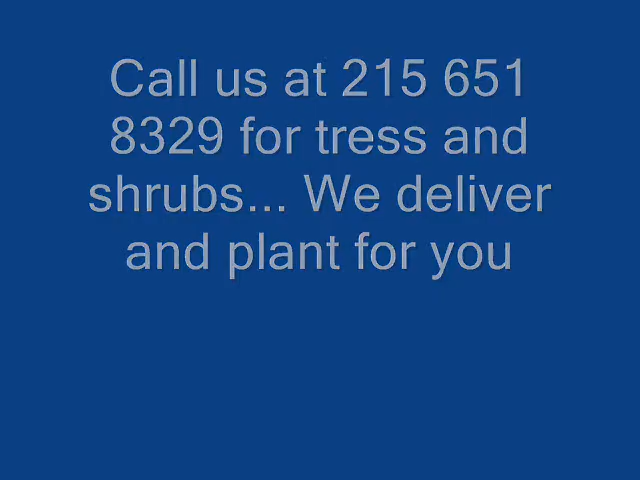 Call us at 215 651
8329 for tress and
shrubs... We deliver
and plant for you